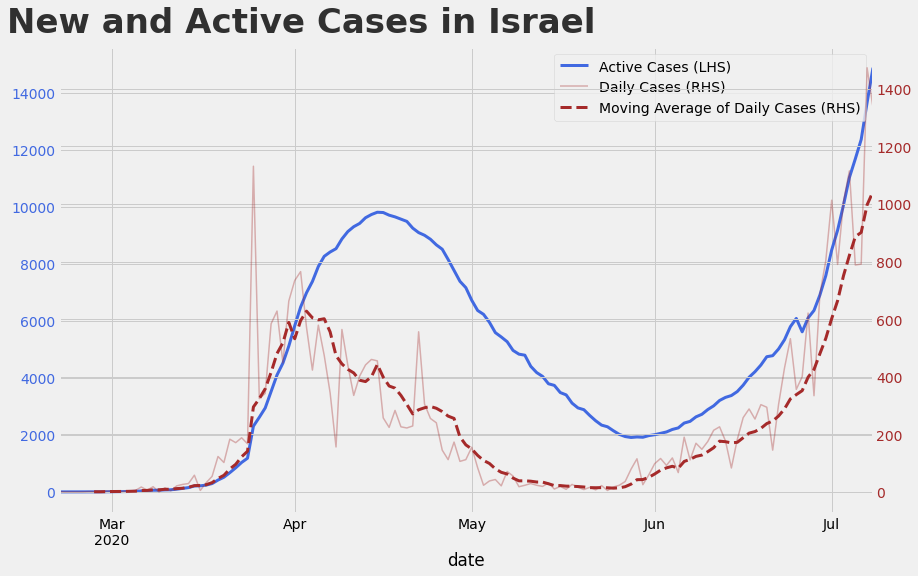 New and Active Cases in Israel
Active Cases (LHS)
Daily Cases (RHS)
Moving Average of Daily Cases (RHS)
14000
12000
10000
8000
6000
4000
2000
0
1400
1200
1000
800
600
400
200
0
Mar Apr May Jun Jul
2020
date